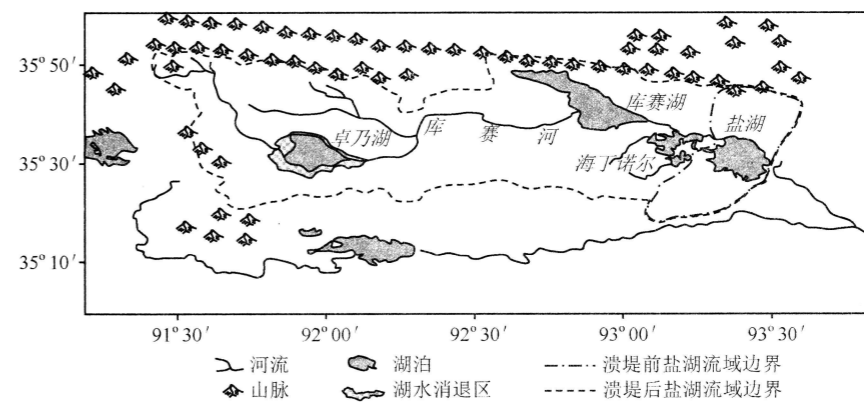 35°50′
35°30′
35°10′
库赛湖
盐湖
卓乃湖
库赛河
海丁诺尔
91°30′
92°00′
92°30′
93°00′
93°30′
河流
湖泊
溃堤前盐湖流域边界
山脉
湖水消退区
溃堤后盐湖流域边界